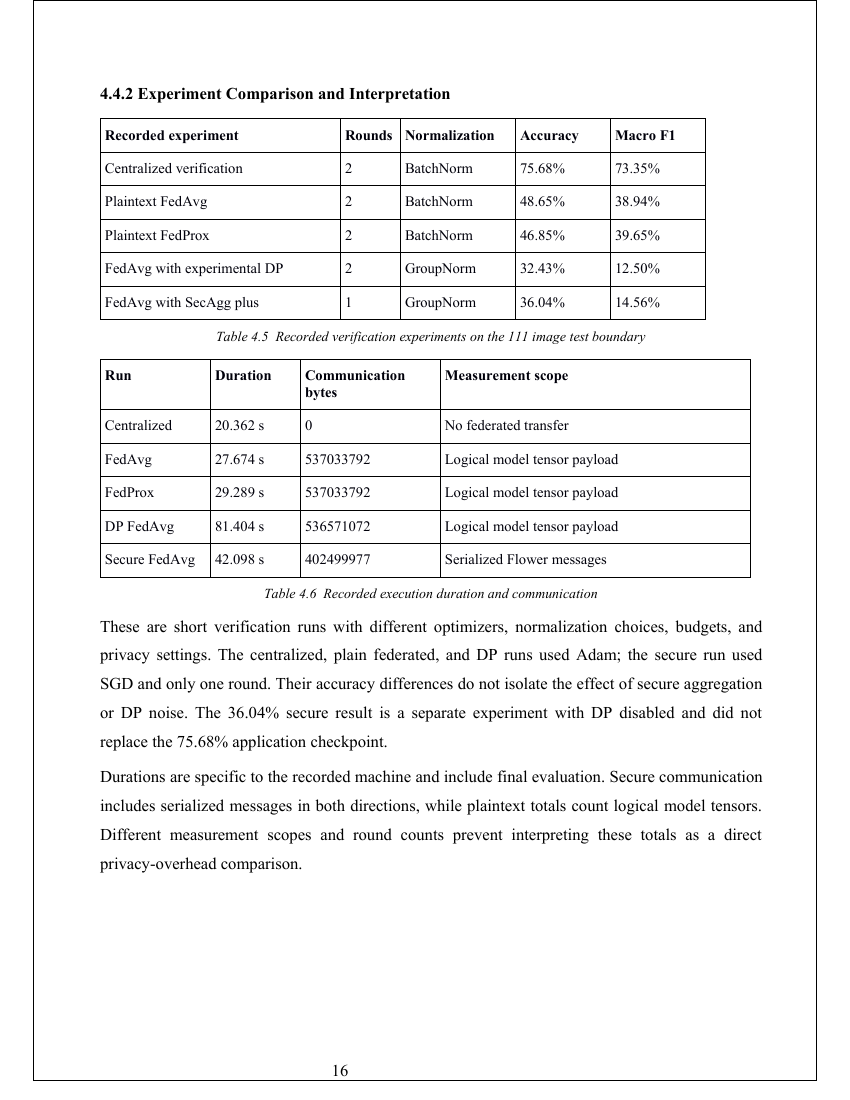 4.4.2 Experiment Comparison and Interpretation
Recorded experiment Rounds Normalization Accuracy Macro F1
Centralized verification 2 BatchNorm 75.68% 73.35%
Plaintext FedAvg 2 BatchNorm 48.65% 38.94%
Plaintext FedProx 2 BatchNorm 46.85% 39.65%
FedAvg with experimental DP 2 GroupNorm 32.43% 12.50%
FedAvg with SecAgg plus 1 GroupNorm 36.04% 14.56%
Table 4.5 Recorded verification experiments on the 111 image test boundary
Run Duration Communication bytes Measurement scope
Centralized 20.362 s 0 No federated transfer
FedAvg 27.674 s 537033792 Logical model tensor payload
FedProx 29.289 s 537033792 Logical model tensor payload
DP FedAvg 81.404 s 536571072 Logical model tensor payload
Secure FedAvg 42.098 s 402499977 Serialized Flower messages
Table 4.6 Recorded execution duration and communication
These are short verification runs with different optimizers, normalization choices, budgets, and
privacy settings. The centralized, plain federated, and DP runs used Adam; the secure run used
SGD and only one round. Their accuracy differences do not isolate the effect of secure aggregation
or DP noise. The 36.04% secure result is a separate experiment with DP disabled and did not
replace the 75.68% application checkpoint.
Durations are specific to the recorded machine and include final evaluation. Secure communication
includes serialized messages in both directions, while plaintext totals count logical model tensors.
Different measurement scopes and round counts prevent interpreting these totals as a direct
privacy-overhead comparison.
16